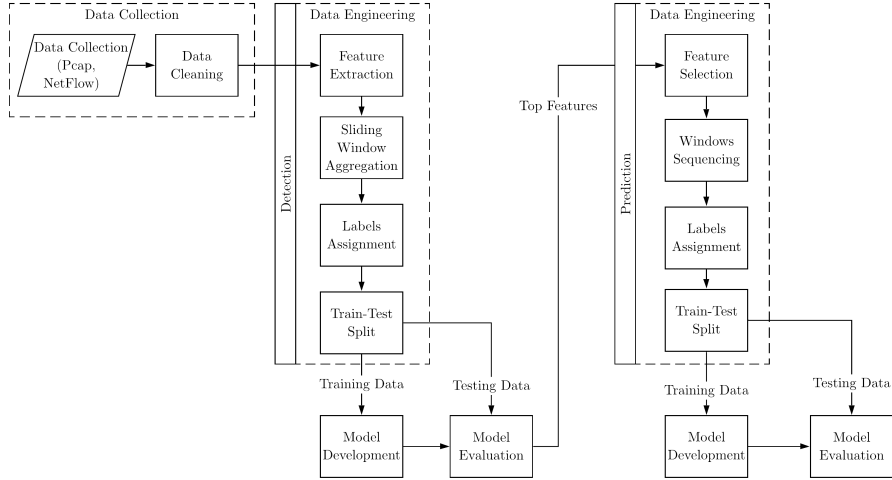 Data Collection
Data Collection
(Pcap,
NetFlow)
Data
Cleaning
Data Engineering
Detection
Feature
Extraction
Sliding
Window
Aggregation
Labels
Assignment
Train-Test
Split
Training Data
Testing Data
Model
Development
Model
Evaluation
Top Features
Data Engineering
Prediction
Feature
Selection
Windows
Sequencing
Labels
Assignment
Train-Test
Split
Training Data
Testing Data
Model
Development
Model
Evaluation